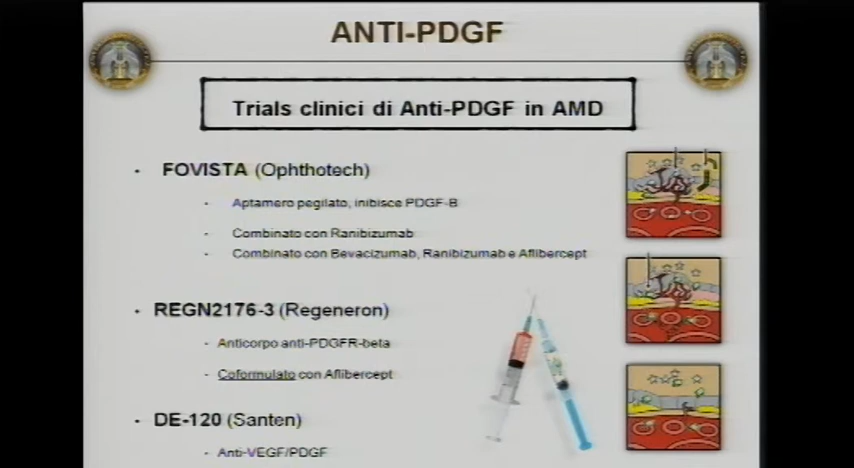 ANTI-PDGF
Trials clinici di Anti-PDGF in AMD
• FOVISTA (Ophthotech)
- Aptamero pegilato, inibisce PDGF-B
- Combinato con Ranibizumab
- Combinato con Bevacizumab, Ranibizumab e Aflibercept
• REGN2176-3 (Regeneron)
- Anticorpo anti-PDGFR-beta
- Coformulato con Aflibercept
• DE-120 (Santen)
- Anti-VEGF/PDGF